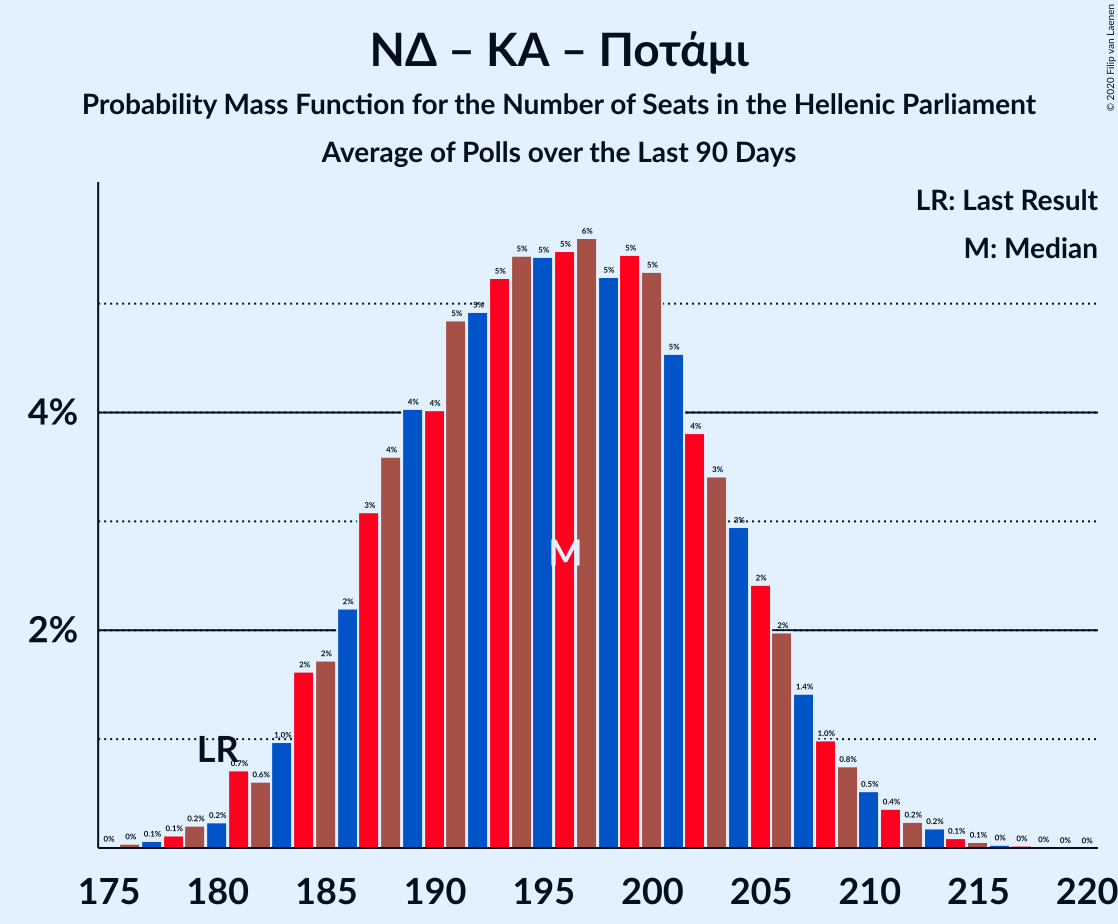 © 2020 Filip van Laenen
ΝΔ – ΚΑ – Ποτάμι
Probability Mass Function for the Number of Seats in the Hellenic Parliament
Average of Polls over the Last 90 Days
LR: Last Result
M: Median
4%
2%
0% 0% 0.1% 0.1% 0.2% 0.2% 0.7% 0.6% 1.0% 2% 2% 2% 3% 4% 4% 4% 5% 5% 5% 5% 5% 5% 6% 5% 5% 5% 5% 4% 3% 3% 2% 2% 1.4% 1.0% 0.8% 0.5% 0.4% 0.2% 0.2% 0.1% 0.1% 0% 0% 0% 0% 0%
LR
M
175 180 185 190 195 200 205 210 215 220